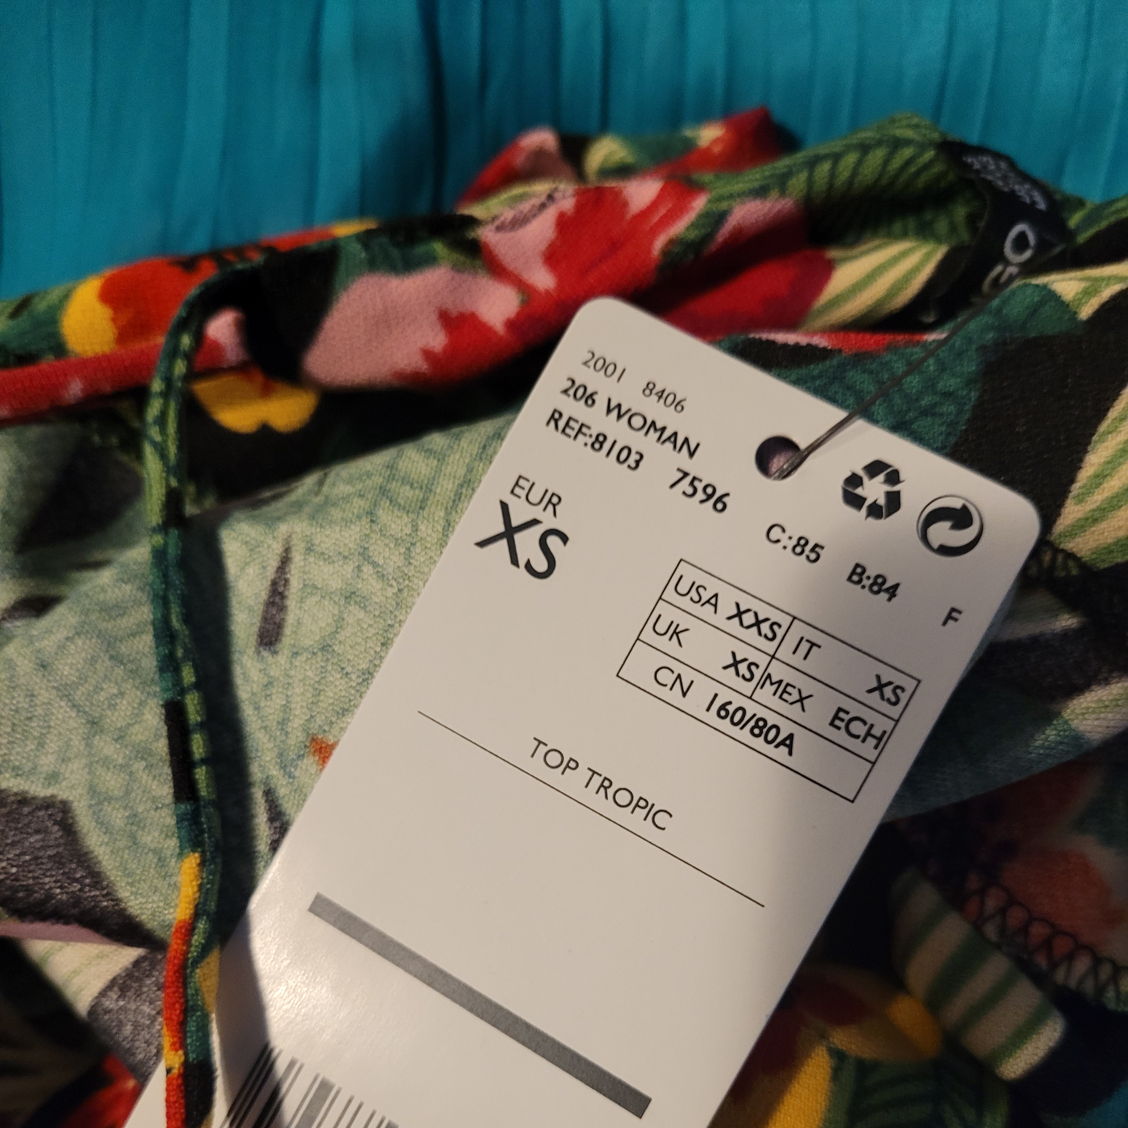 2001 8406
206 WOMAN
REF:8103 7596 C:85 B:84 F
EUR
XS
USA XXS IT XS
UK XS MEX ECH
CN 160/80A
TOP TROPIC